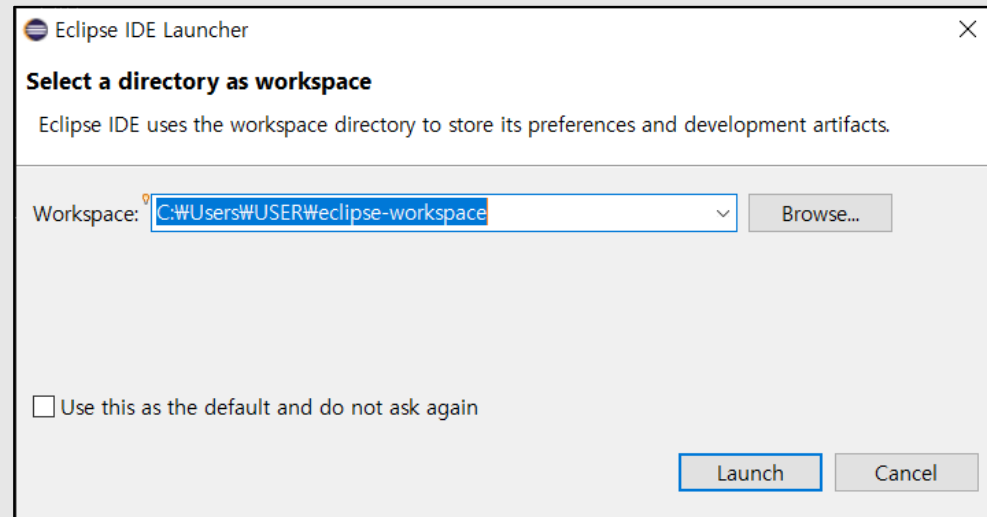 Eclipse IDE Launcher
Select a directory as workspace
Eclipse IDE uses the workspace directory to store its preferences and development artifacts.
Workspace: C:₩Users₩USER₩eclipse-workspace Browse...
Use this as the default and do not ask again
Launch Cancel